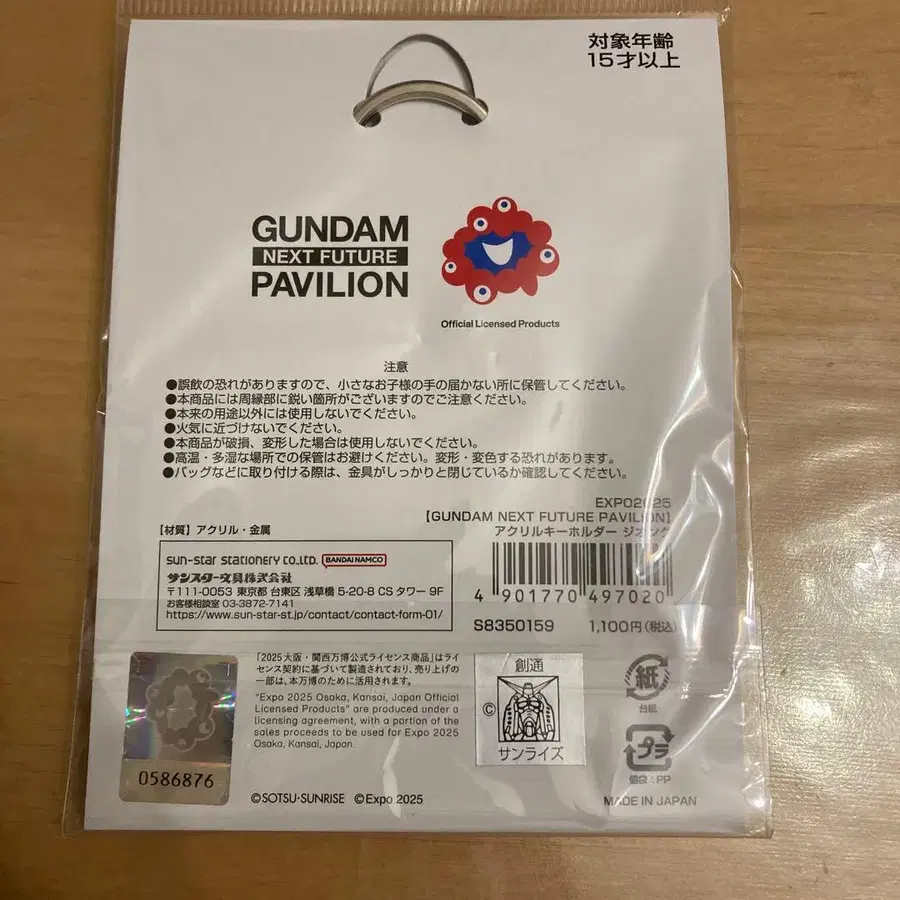 対象年齢
15才以上
GUNDAM
NEXT FUTURE
PAVILION
Official Licensed Products
注意
●誤飲の恐れがありますので、小さなお子様の手の届かない所に保管してください。
●本商品には周縁部に鋭い箇所がございますのでご注意ください。
●本来の用途以外には使用しないでください。
●火気に近づけないでください。
●本商品が破損、変形した場合は使用しないでください。
●高温・多湿な場所での保管はお避けください。変形・変色する恐れがあります。
●バッグなどに取り付ける際は、金具がしっかりと閉じているか確認してください。
EXPO2025
【GUNDAM NEXT FUTURE PAVILION】
アクリルキーホルダー ジオング
【材質】アクリル・金属
sun-star stationery co.,ltd. BANDAI NAMCO
サンスター文具株式会社
〒111-0053 東京都 台東区 浅草橋 5-20-8 CS タワー 9F
お客様相談室 03-3872-7141
https://www.sun-star-st.jp/contact/contact-form-01/
4 901770 497020
S8350159 1,100円(税込)
「2025大阪・関西万博公式ライセンス商品」はライ
センス契約に基づいて製造されており、売り上げの
一部は、本万博のために活用されます。
"Expo 2025 Osaka, Kansai, Japan Official
Licensed Products" are produced under a
licensing agreement, with a portion of the
sales proceeds to be used for Expo 2025
Osaka, Kansai, Japan.
0586876
創通
©
サンライズ
紙
台紙
プラ
個袋:PP
©SOTSU・SUNRISE ©Expo 2025
MADE IN JAPAN